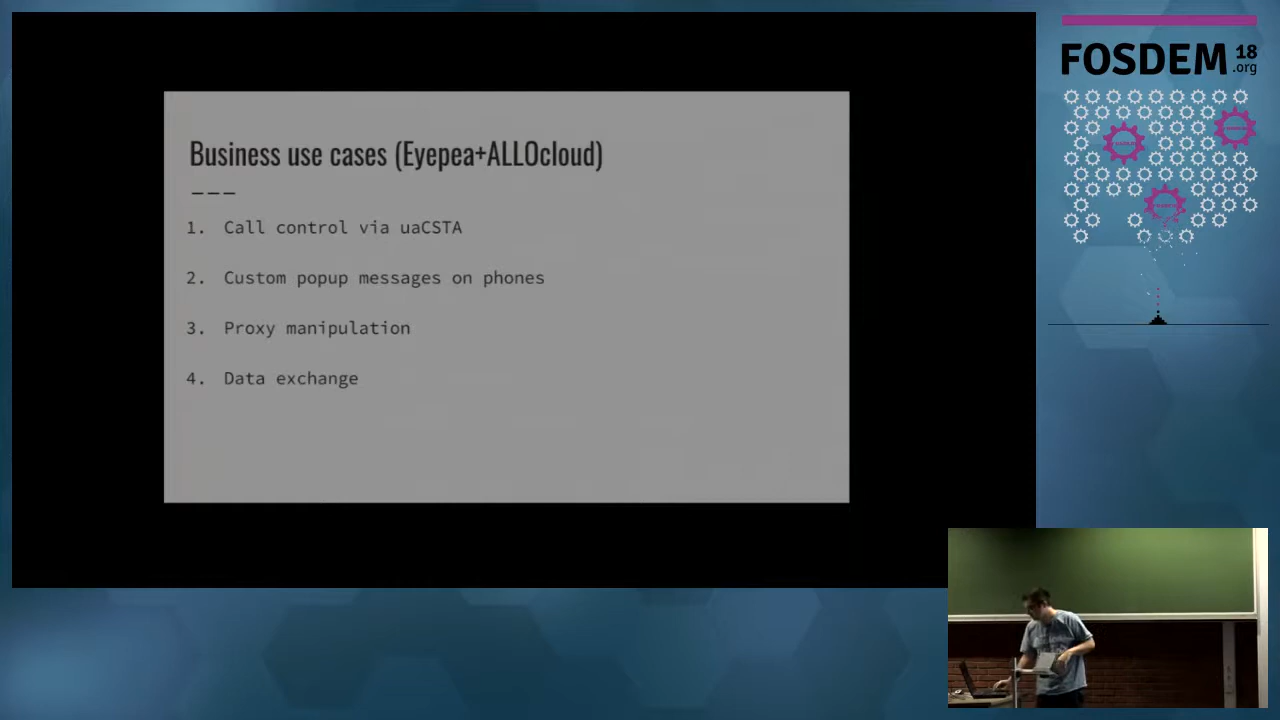 FOSDEM 18
.org
Business use cases (Eyepea+ALLOcloud)
1. Call control via uaCSTA
2. Custom popup messages on phones
3. Proxy manipulation
4. Data exchange